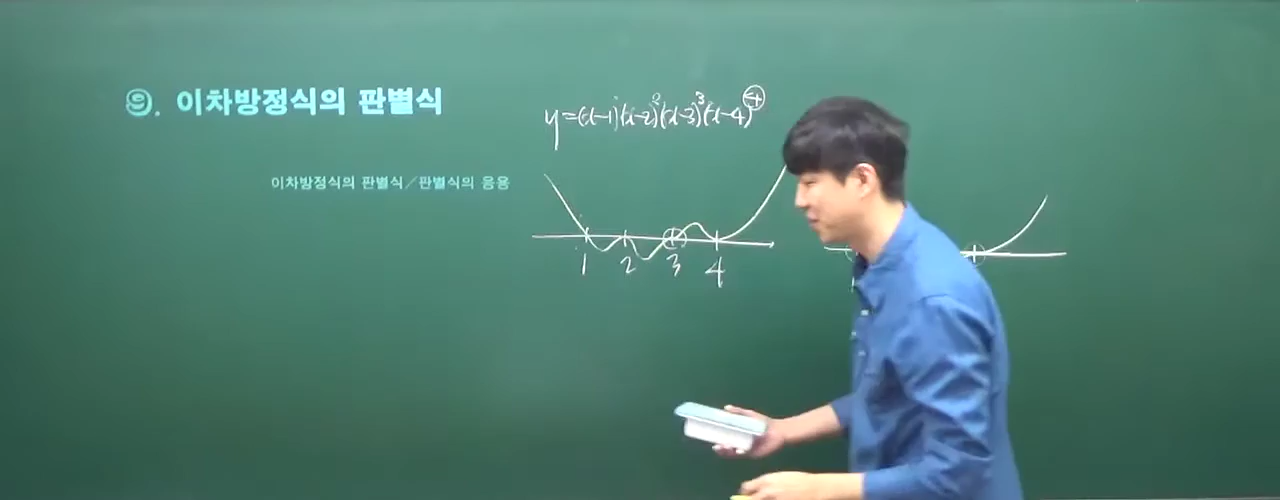 ⑨. 이차방정식의 판별식
이차방정식의 판별식/판별식의 응용
y=(x-1)(x-2)²(x-3)³(x-4)④
1 2 3 4